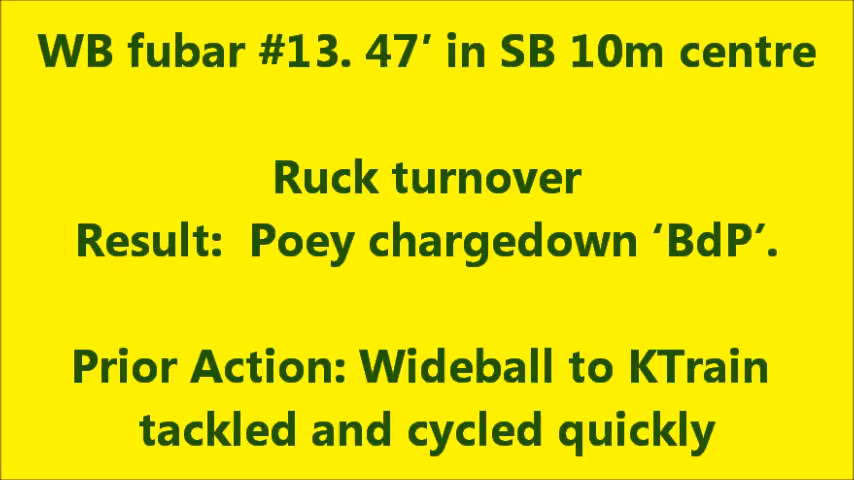 WB fubar #13. 47’ in SB 10m centre
Ruck turnover
Result:  Poey chargedown ‘BdP’.
Prior Action: Wideball to KTrain
tackled and cycled quickly